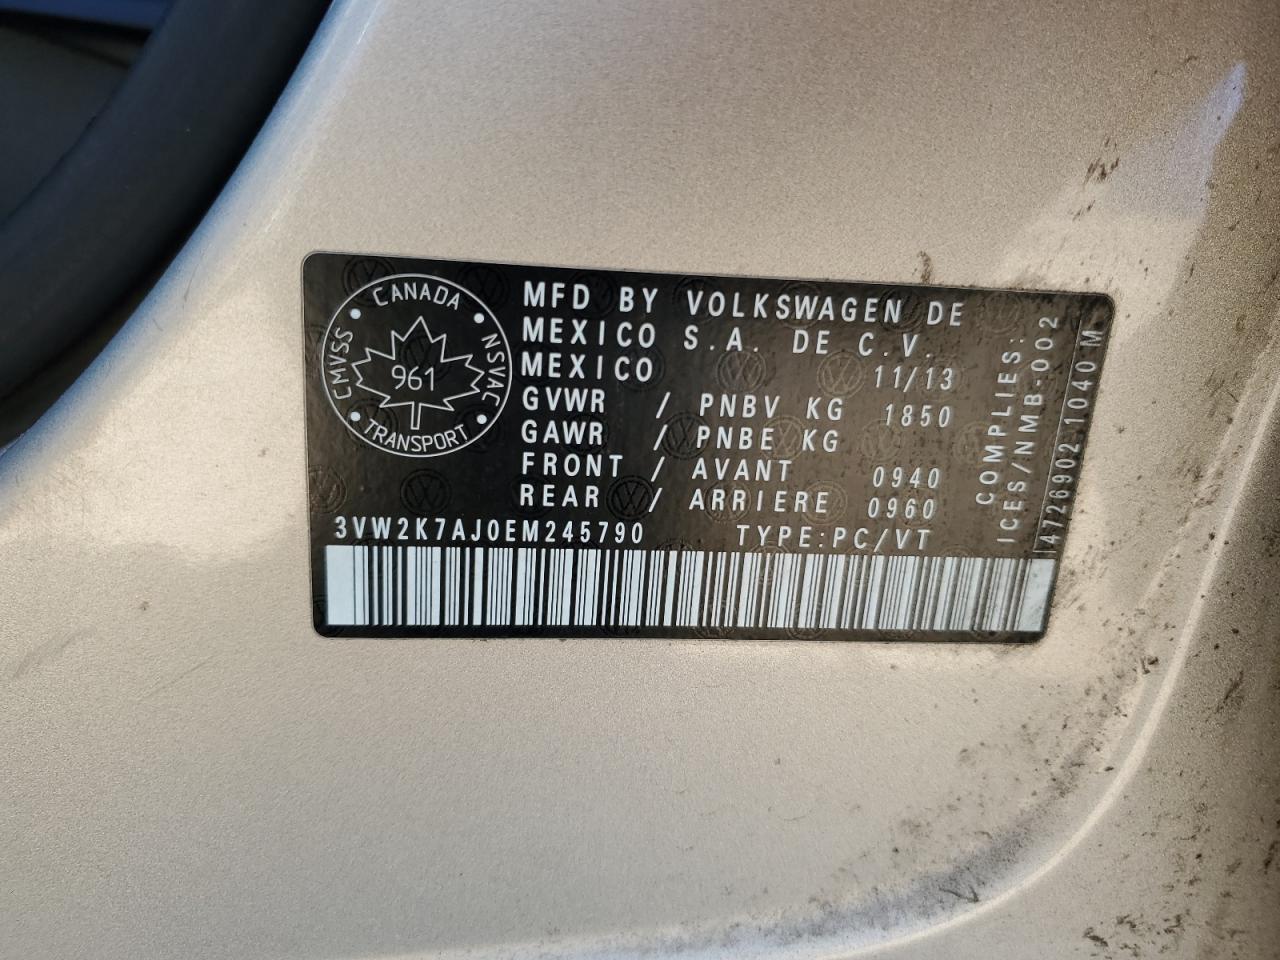 CANADA
CMVSS
NSVAC
961
TRANSPORT
MFD BY VOLKSWAGEN DE
MEXICO S.A. DE C.V.
MEXICO 11/13
GVWR / PNBV KG 1850
GAWR / PNBE KG
FRONT / AVANT 0940
REAR / ARRIERE 0960
3VW2K7AJ0EM245790 TYPE:PC/VT
COMPLIES:
ICES/NMB-002
14726902 1040 M